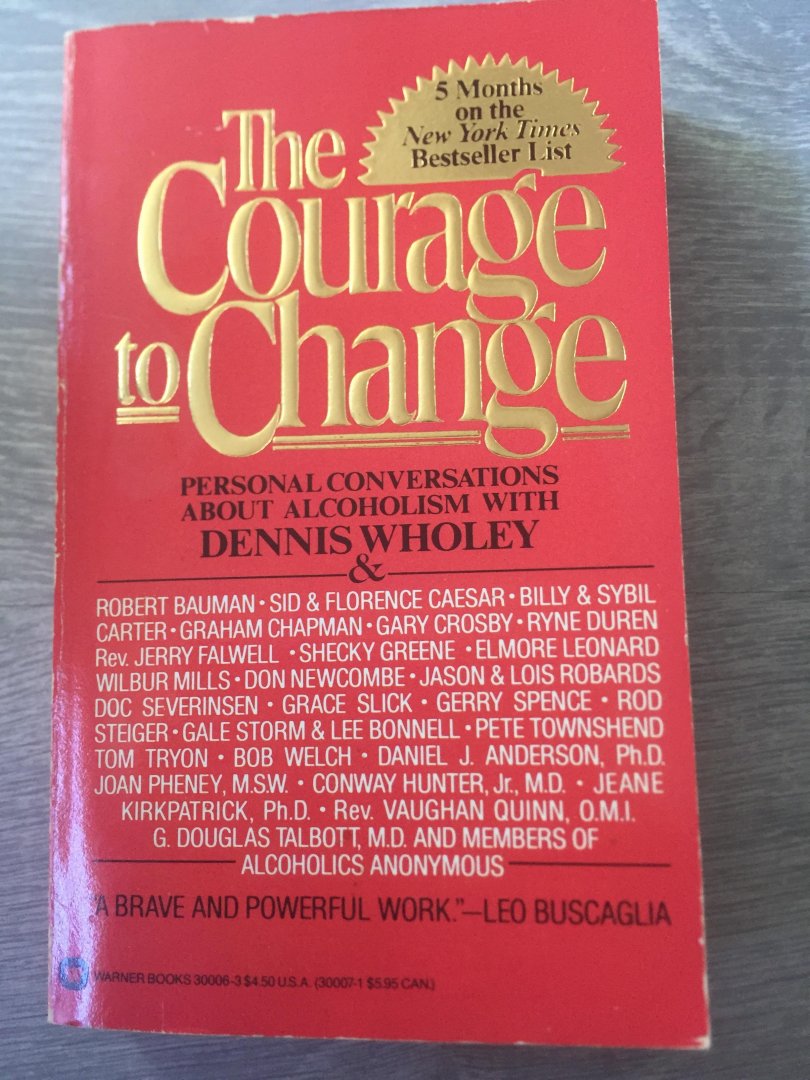 5 Months
on the
New York Times
Bestseller List
The
Courage
to Change
PERSONAL CONVERSATIONS
ABOUT ALCOHOLISM WITH
DENNIS WHOLEY
&
ROBERT BAUMAN • SID & FLORENCE CAESAR • BILLY & SYBIL
CARTER • GRAHAM CHAPMAN • GARY CROSBY • RYNE DUREN
Rev. JERRY FALWELL • SHECKY GREENE • ELMORE LEONARD
WILBUR MILLS • DON NEWCOMBE • JASON & LOIS ROBARDS
DOC SEVERINSEN • GRACE SLICK • GERRY SPENCE • ROD
STEIGER • GALE STORM & LEE BONNELL • PETE TOWNSHEND
TOM TRYON • BOB WELCH • DANIEL J. ANDERSON, Ph.D.
JOAN PHENEY, M.S.W. • CONWAY HUNTER, Jr., M.D. • JEANE
KIRKPATRICK, Ph.D. • Rev. VAUGHAN QUINN, O.M.I.
G. DOUGLAS TALBOTT, M.D. AND MEMBERS OF
ALCOHOLICS ANONYMOUS
"A BRAVE AND POWERFUL WORK."—LEO BUSCAGLIA
WARNER BOOKS 30006-3 $4.50 U.S.A. (30007-1 $5.95 CAN.)